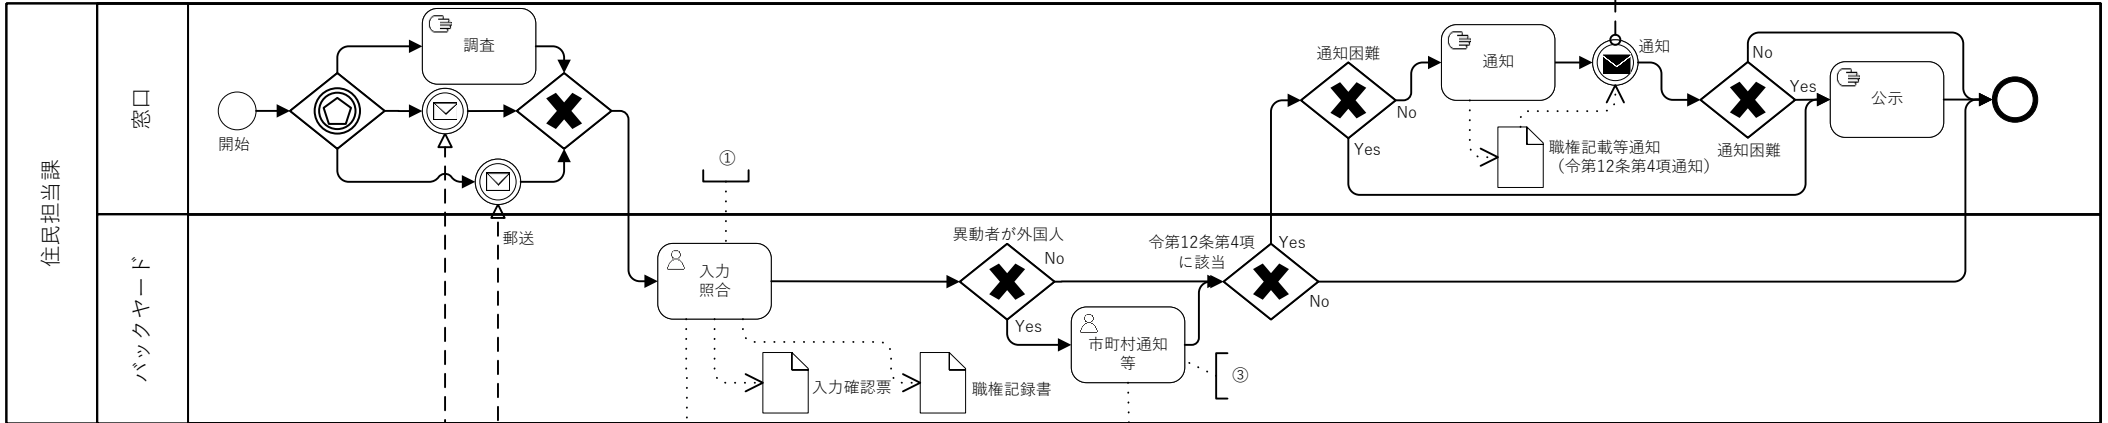 住民担当課
窓口
バックヤード
開始
調査
郵送
①
入力
照合
入力確認票
職権記録書
異動者が外国人
No
Yes
市町村通知
等
③
令第12条第4項
に該当
Yes
No
通知困難
No
Yes
通知
通知
職権記載等通知
（令第12条第4項通知）
No
Yes
通知困難
公示